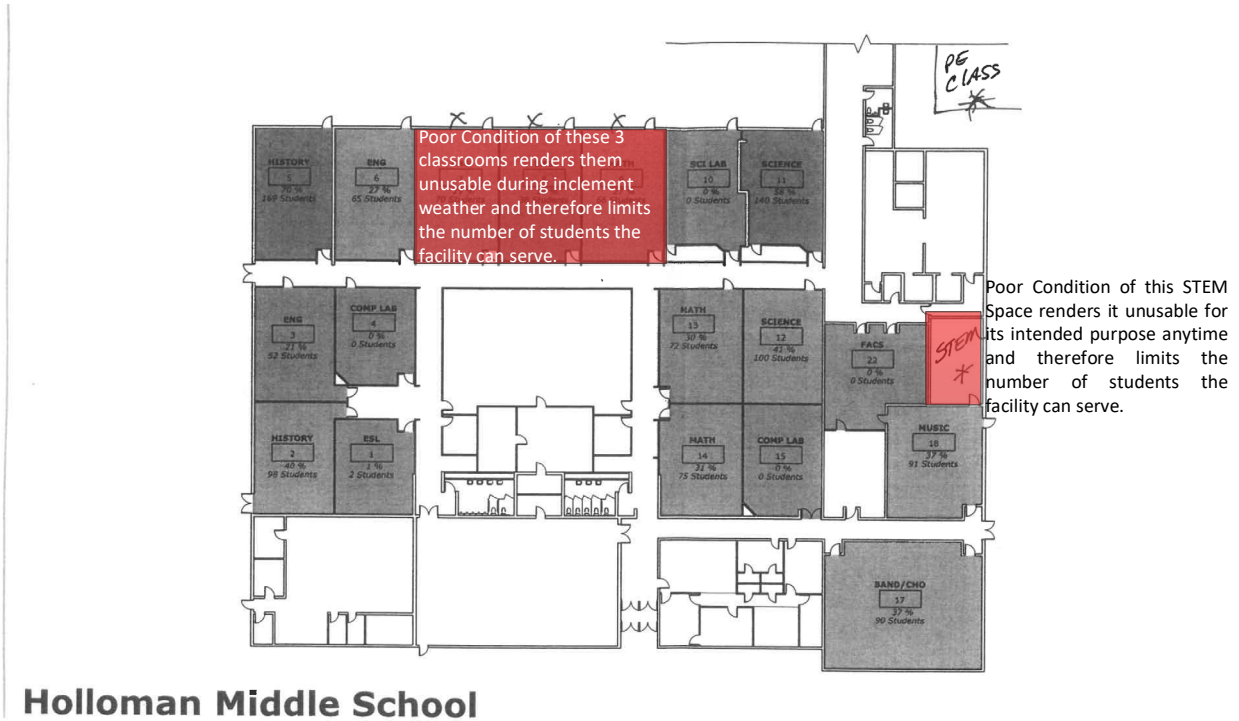 PE
CLASS
Poor Condition of these 3
classrooms renders them
unusable during inclement
weather and therefore limits
the number of students the
facility can serve.
HISTORY
5
70 %
169 Students
ENG
6
27 %
65 Students
SCI LAB
10
0 %
0 Students
SCIENCE
11
58 %
140 Students
ENG
3
21 %
52 Students
COMP LAB
4
0 %
0 Students
MATH
13
30 %
72 Students
SCIENCE
12
41 %
100 Students
FACS
22
0 %
0 Students
STEM
Poor Condition of this STEM
Space renders it unusable for
its intended purpose anytime
and therefore limits the
number of students the
facility can serve.
HISTORY
2
40 %
98 Students
ESL
1
1 %
2 Students
MATH
14
31 %
75 Students
COMP LAB
15
0 %
0 Students
MUSIC
18
37 %
91 Students
BAND/CHO
17
37 %
90 Students
Holloman Middle School